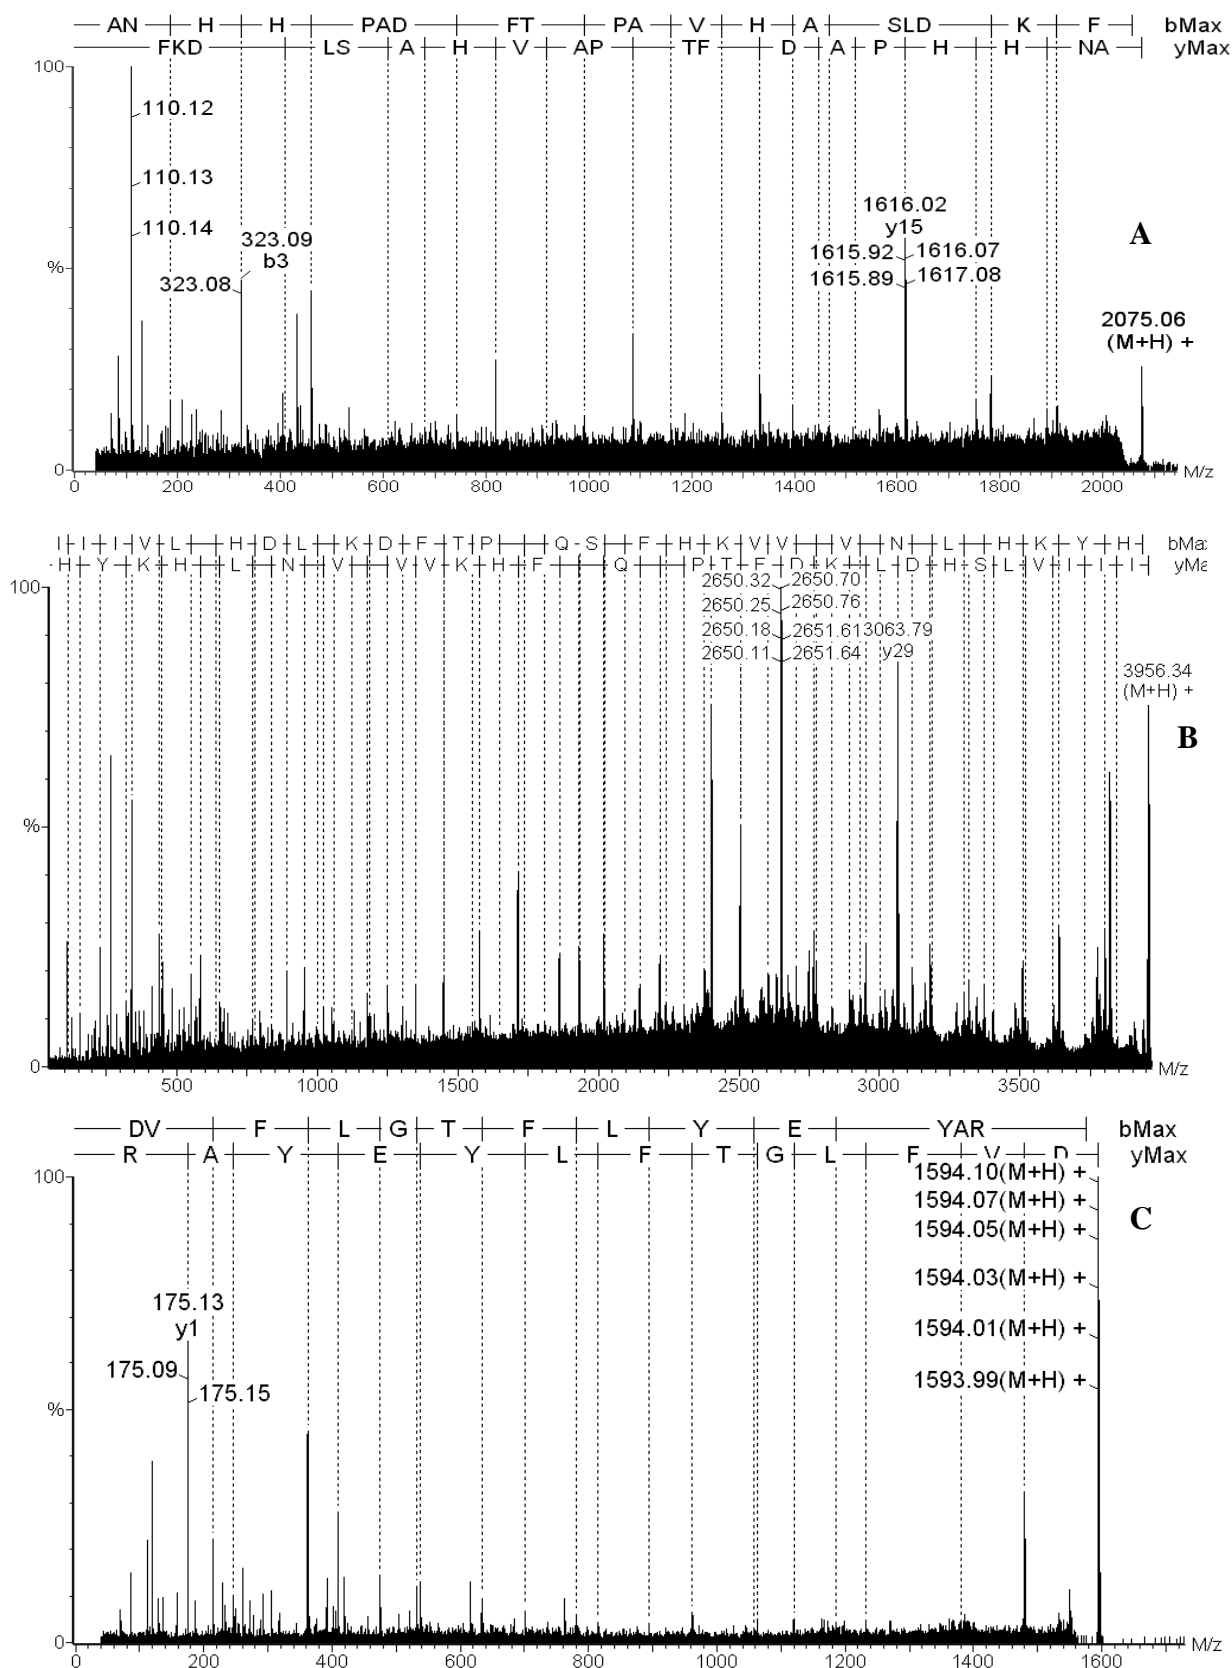 AN H H PAD FT PA V H A SLD K F bMax
FKD LS A H V AP TF D A P H H NA yMax
100
110.12
110.13
110.14
323.09
b3
323.08
1616.02
y15
1615.92 1616.07
1615.89 1617.08
A
2075.06
(M+H) +
%
0
0 200 400 600 800 1000 1200 1400 1600 1800 2000 M/z
I I I V L H D L K D F T P Q S F H K V V V N L H K Y H bMa
H Y K H L N V V V K H F Q P T F D K L D H S L V I I I yMa
100
2650.32 2650.70
2650.25 2650.76
2650.18 2651.61 3063.79
2650.11 2651.64 y29
3956.34
(M+H) +
B
%
0
500 1000 1500 2000 2500 3000 3500 M/z
DV F L G T F L Y E YAR bMax
R A Y E Y L F T G L F V D yMax
100
1594.10(M+H) +
1594.07(M+H) +
1594.05(M+H) +
1594.03(M+H) +
1594.01(M+H) +
1593.99(M+H) +
C
175.13
y1
175.09
175.15
%
0
0 200 400 600 800 1000 1200 1400 1600 M/z